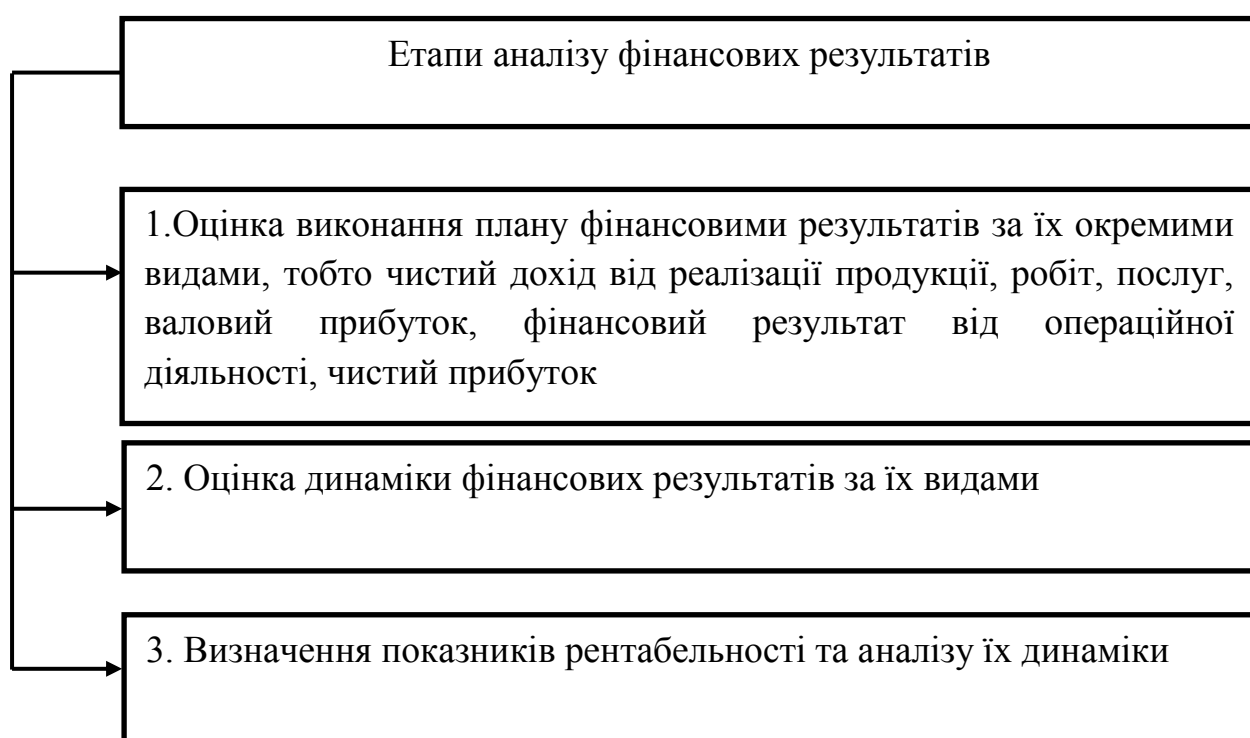 Етапи аналізу фінансових результатів
1.Оцінка виконання плану фінансовими результатів за їх окремими
видами, тобто чистий дохід від реалізації продукції, робіт, послуг,
валовий прибуток, фінансовий результат від операційної
діяльності, чистий прибуток
2. Оцінка динаміки фінансових результатів за їх видами
3. Визначення показників рентабельності та аналізу їх динаміки